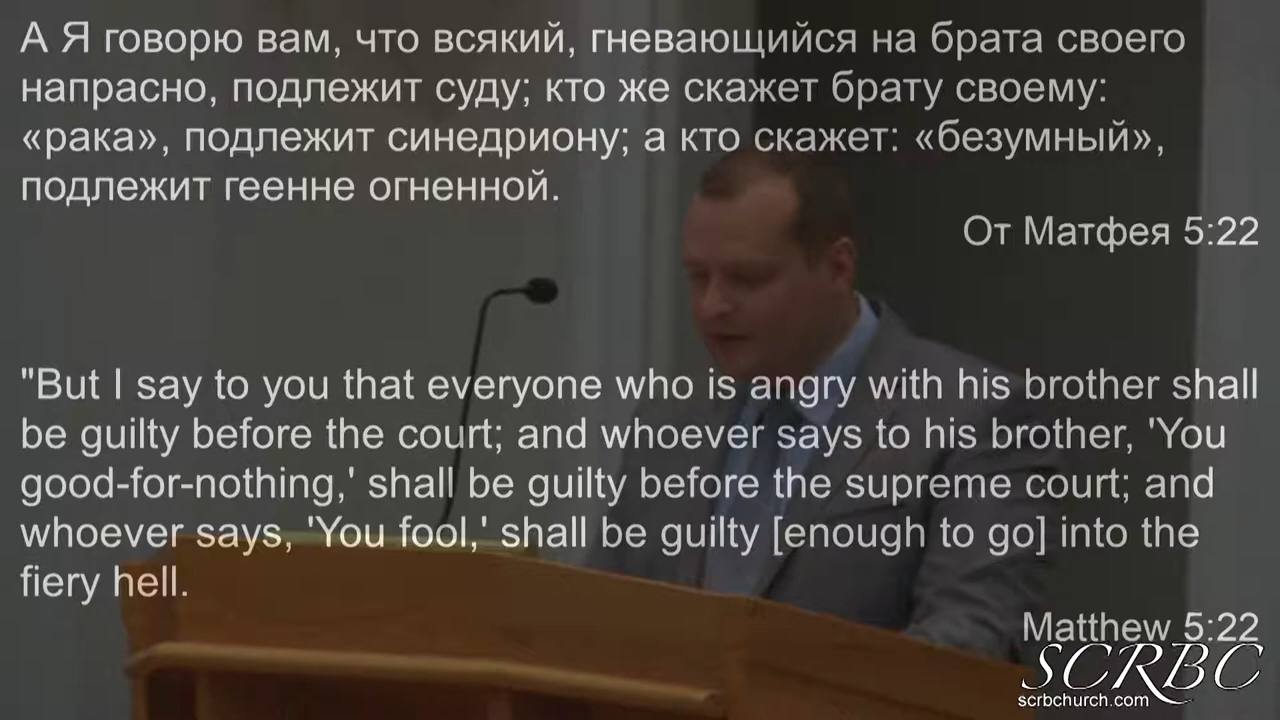 А Я говорю вам, что всякий, гневающийся на брата своего
напрасно, подлежит суду; кто же скажет брату своему:
«рака», подлежит синедриону; а кто скажет: «безумный»,
подлежит геенне огненной.
От Матфея 5:22
"But I say to you that everyone who is angry with his brother shall
be guilty before the court; and whoever says to his brother, 'You
good-for-nothing,' shall be guilty before the supreme court; and
whoever says, 'You fool,' shall be guilty [enough to go] into the
fiery hell.
Matthew 5:22
SCRBC
scrbchurch.com